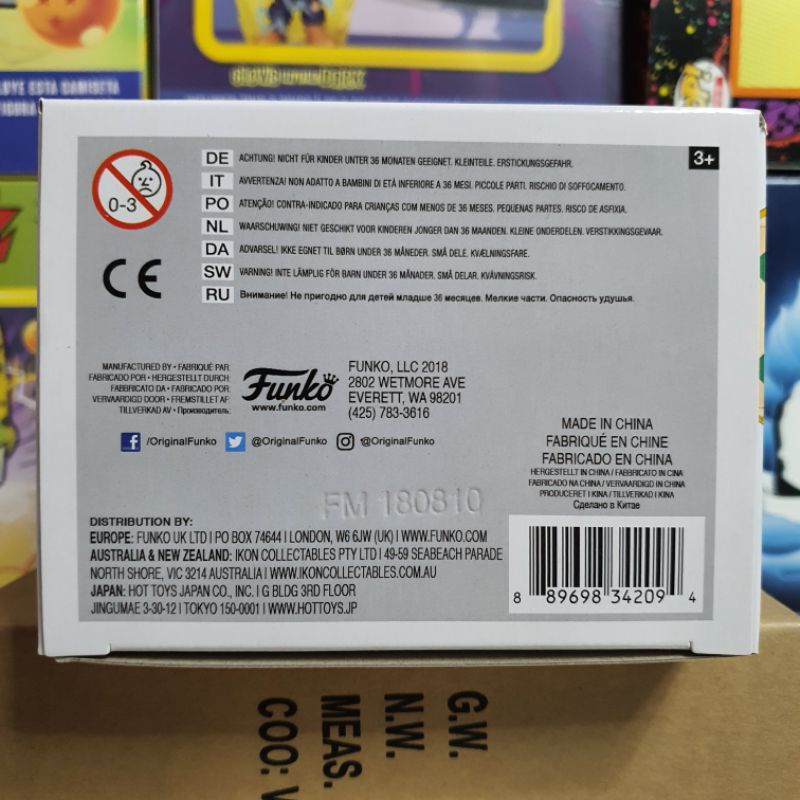 UYE ESTA CAMISETA
FIGURA
0-3
DE ACHTUNG! NICHT FÜR KINDER UNTER 36 MONATEN GEEIGNET. KLEINTEILE. ERSTICKUNGSGEFAHR.
3+
IT AVVERTENZA! NON ADATTO A BAMBINI DI ETÀ INFERIORE A 36 MESI. PICCOLE PARTI. RISCHIO DI SOFFOCAMENTO.
PO ATENÇÃO! CONTRA-INDICADO PARA CRIANÇAS COM MENOS DE 36 MESES. PEQUENAS PARTES. RISCO DE ASFIXIA.
NL WAARSCHUWING! NIET GESCHIKT VOOR KINDEREN JONGER DAN 36 MAANDEN. KLEINE ONDERDELEN. VERSTIKKINGSGEVAAR.
DA ADVARSEL! IKKE EGNET TIL BØRN UNDER 36 MÅNEDER. SMÅ DELE. KVÆLNINGSFARE.
SW VARNING! INTE LÄMPLIG FÖR BARN UNDER 36 MÅNADER. SMÅ DELAR. KVÄVNINGSRISK.
RU Внимание! Не пригодно для детей младше 36 месяцев. Мелкие части. Опасность удушья.
CE
MANUFACTURED BY • FABRIQUÉ PAR
FABRICADO POR • HERGESTELLT DURCH
FABBRICATO DA • FABRICADO POR
VERVAARDIGD DOOR • FREMSTILLET AF
TILLVERKAD AV • Производитель:
Funko
www.funko.com
FUNKO, LLC 2018
2802 WETMORE AVE
EVERETT, WA 98201
(425) 783-3616
/OriginalFunko @OriginalFunko @OriginalFunko
MADE IN CHINA
FABRIQUÉ EN CHINE
FABRICADO EN CHINA
HERGESTELLT IN CHINA / FABBRICATO IN CINA
FABRICADO NA CHINA / VERVAARDIGD IN CHINA
PRODUCERET I KINA / TILLVERKAD I KINA
Сделано в Китае
FM 180810
DISTRIBUTION BY:
EUROPE: FUNKO UK LTD | PO BOX 74644 | LONDON, W6 6JW (UK) | WWW.FUNKO.COM
AUSTRALIA & NEW ZEALAND: IKON COLLECTABLES PTY LTD | 49-59 SEABEACH PARADE
NORTH SHORE, VIC 3214 AUSTRALIA | WWW.IKONCOLLECTABLES.COM.AU
JAPAN: HOT TOYS JAPAN CO., INC. | G BLDG 3RD FLOOR
JINGUMAE 3-30-12 | TOKYO 150-0001 | WWW.HOTTOYS.JP
8 89698 34209 4
G.W.
N.W.
MEAS.
COO: